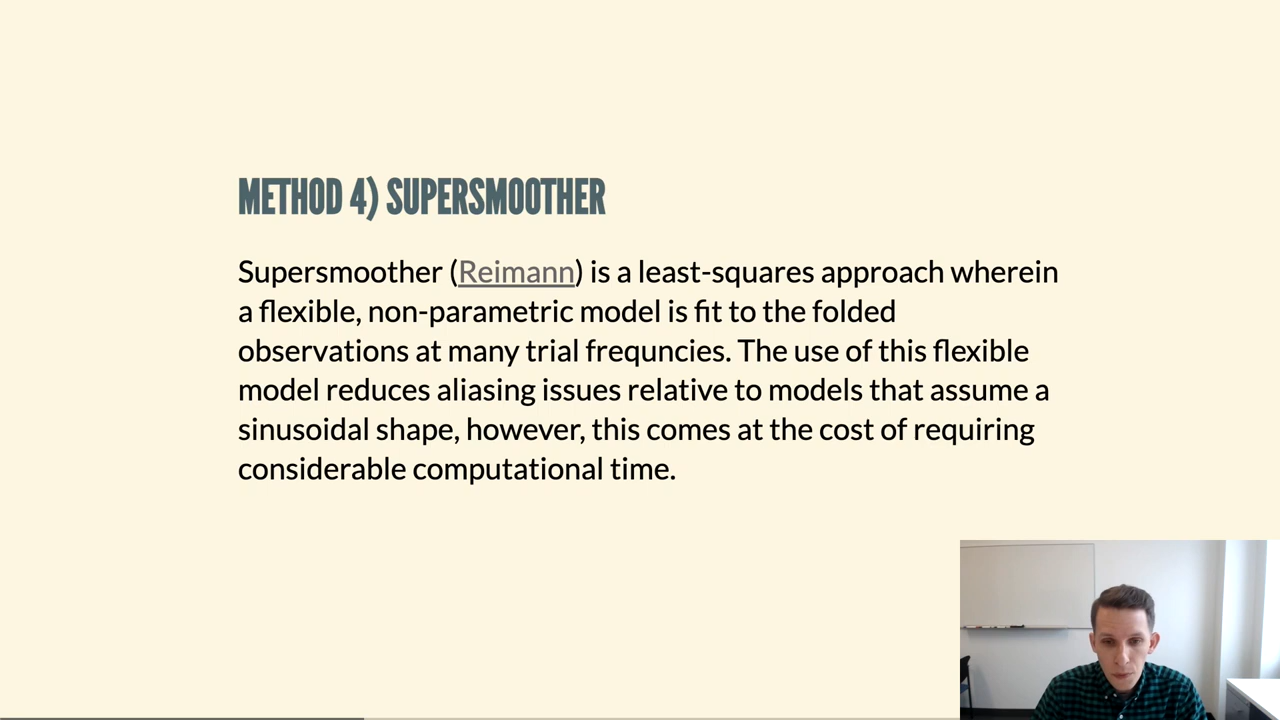 METHOD 4) SUPERSMOOTHER
Supersmoother (Reimann) is a least-squares approach wherein
a flexible, non-parametric model is fit to the folded
observations at many trial frequncies. The use of this flexible
model reduces aliasing issues relative to models that assume a
sinusoidal shape, however, this comes at the cost of requiring
considerable computational time.